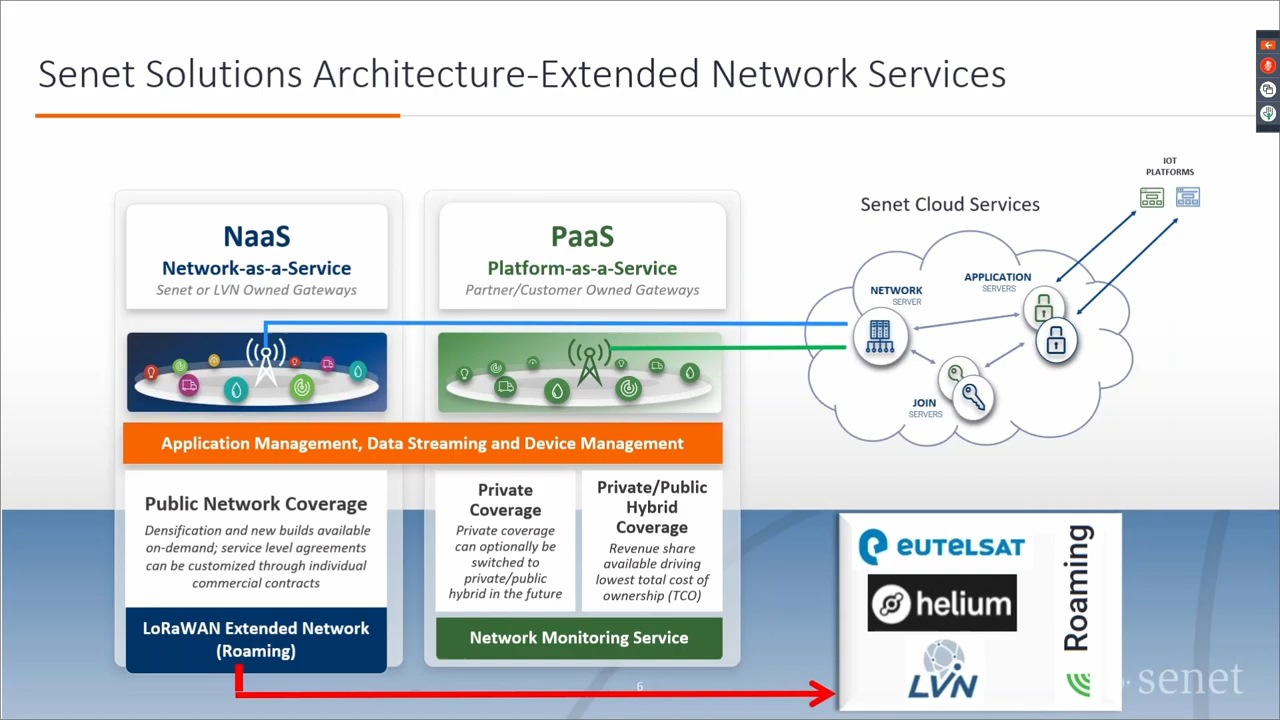 Senet Solutions Architecture-Extended Network Services
NaaS
Network-as-a-Service
Senet or LVN Owned Gateways
PaaS
Platform-as-a-Service
Partner/Customer Owned Gateways
Application Management, Data Streaming and Device Management
Public Network Coverage
Densification and new builds available
on-demand; service level agreements
can be customized through individual
commercial contracts
LoRaWAN Extended Network
(Roaming)
Private
Coverage
Private coverage
can optionally be
switched to
private/public
hybrid in the future
Private/Public
Hybrid
Coverage
Revenue share
available driving
lowest total cost of
ownership (TCO)
Network Monitoring Service
IOT
PLATFORMS
Senet Cloud Services
NETWORK
SERVER
APPLICATION
SERVERS
JOIN
SERVERS
EUTELSAT
helium
LVN
Roaming
6
senet